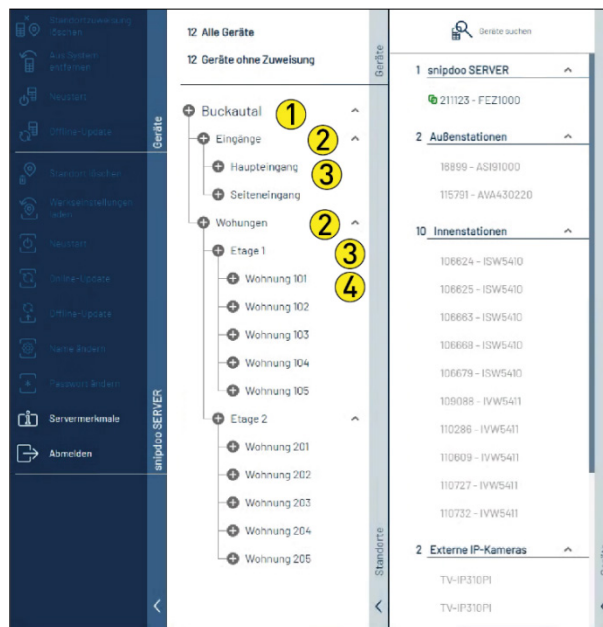 Standortzuweisung
löschen
Aus System
entfernen
Neustart
Offline-Update
Geräte
Standort löschen
Werkseinstellungen
laden
Neustart
Online-Update
Offline-Update
Name ändern
Passwort ändern
Servermerkmale
Abmelden
snipdoo SERVER
12 Alle Geräte
12 Geräte ohne Zuweisung
Geräte
Buckautal 1
Eingänge 2
Haupteingang 3
Seiteneingang
Wohungen 2
Etage 1 3
Wohnung 101 4
Wohnung 102
Wohnung 103
Wohnung 104
Wohnung 105
Etage 2
Wohnung 201
Wohnung 202
Wohnung 203
Wohnung 204
Wohnung 205
Standorte
Geräte suchen
1 snipdoo SERVER
211123 - FEZ1000
2 Außenstationen
16899 - ASI91000
115791 - AVA430220
10 Innenstationen
106624 - ISW5410
106625 - ISW5410
106663 - ISW5410
106668 - ISW5410
106679 - ISW5410
109088 - IVW5411
110286 - IVW5411
110609 - IVW5411
110727 - IVW5411
110732 - IVW5411
2 Externe IP-Kameras
TV-IP310PI
TV-IP310PI